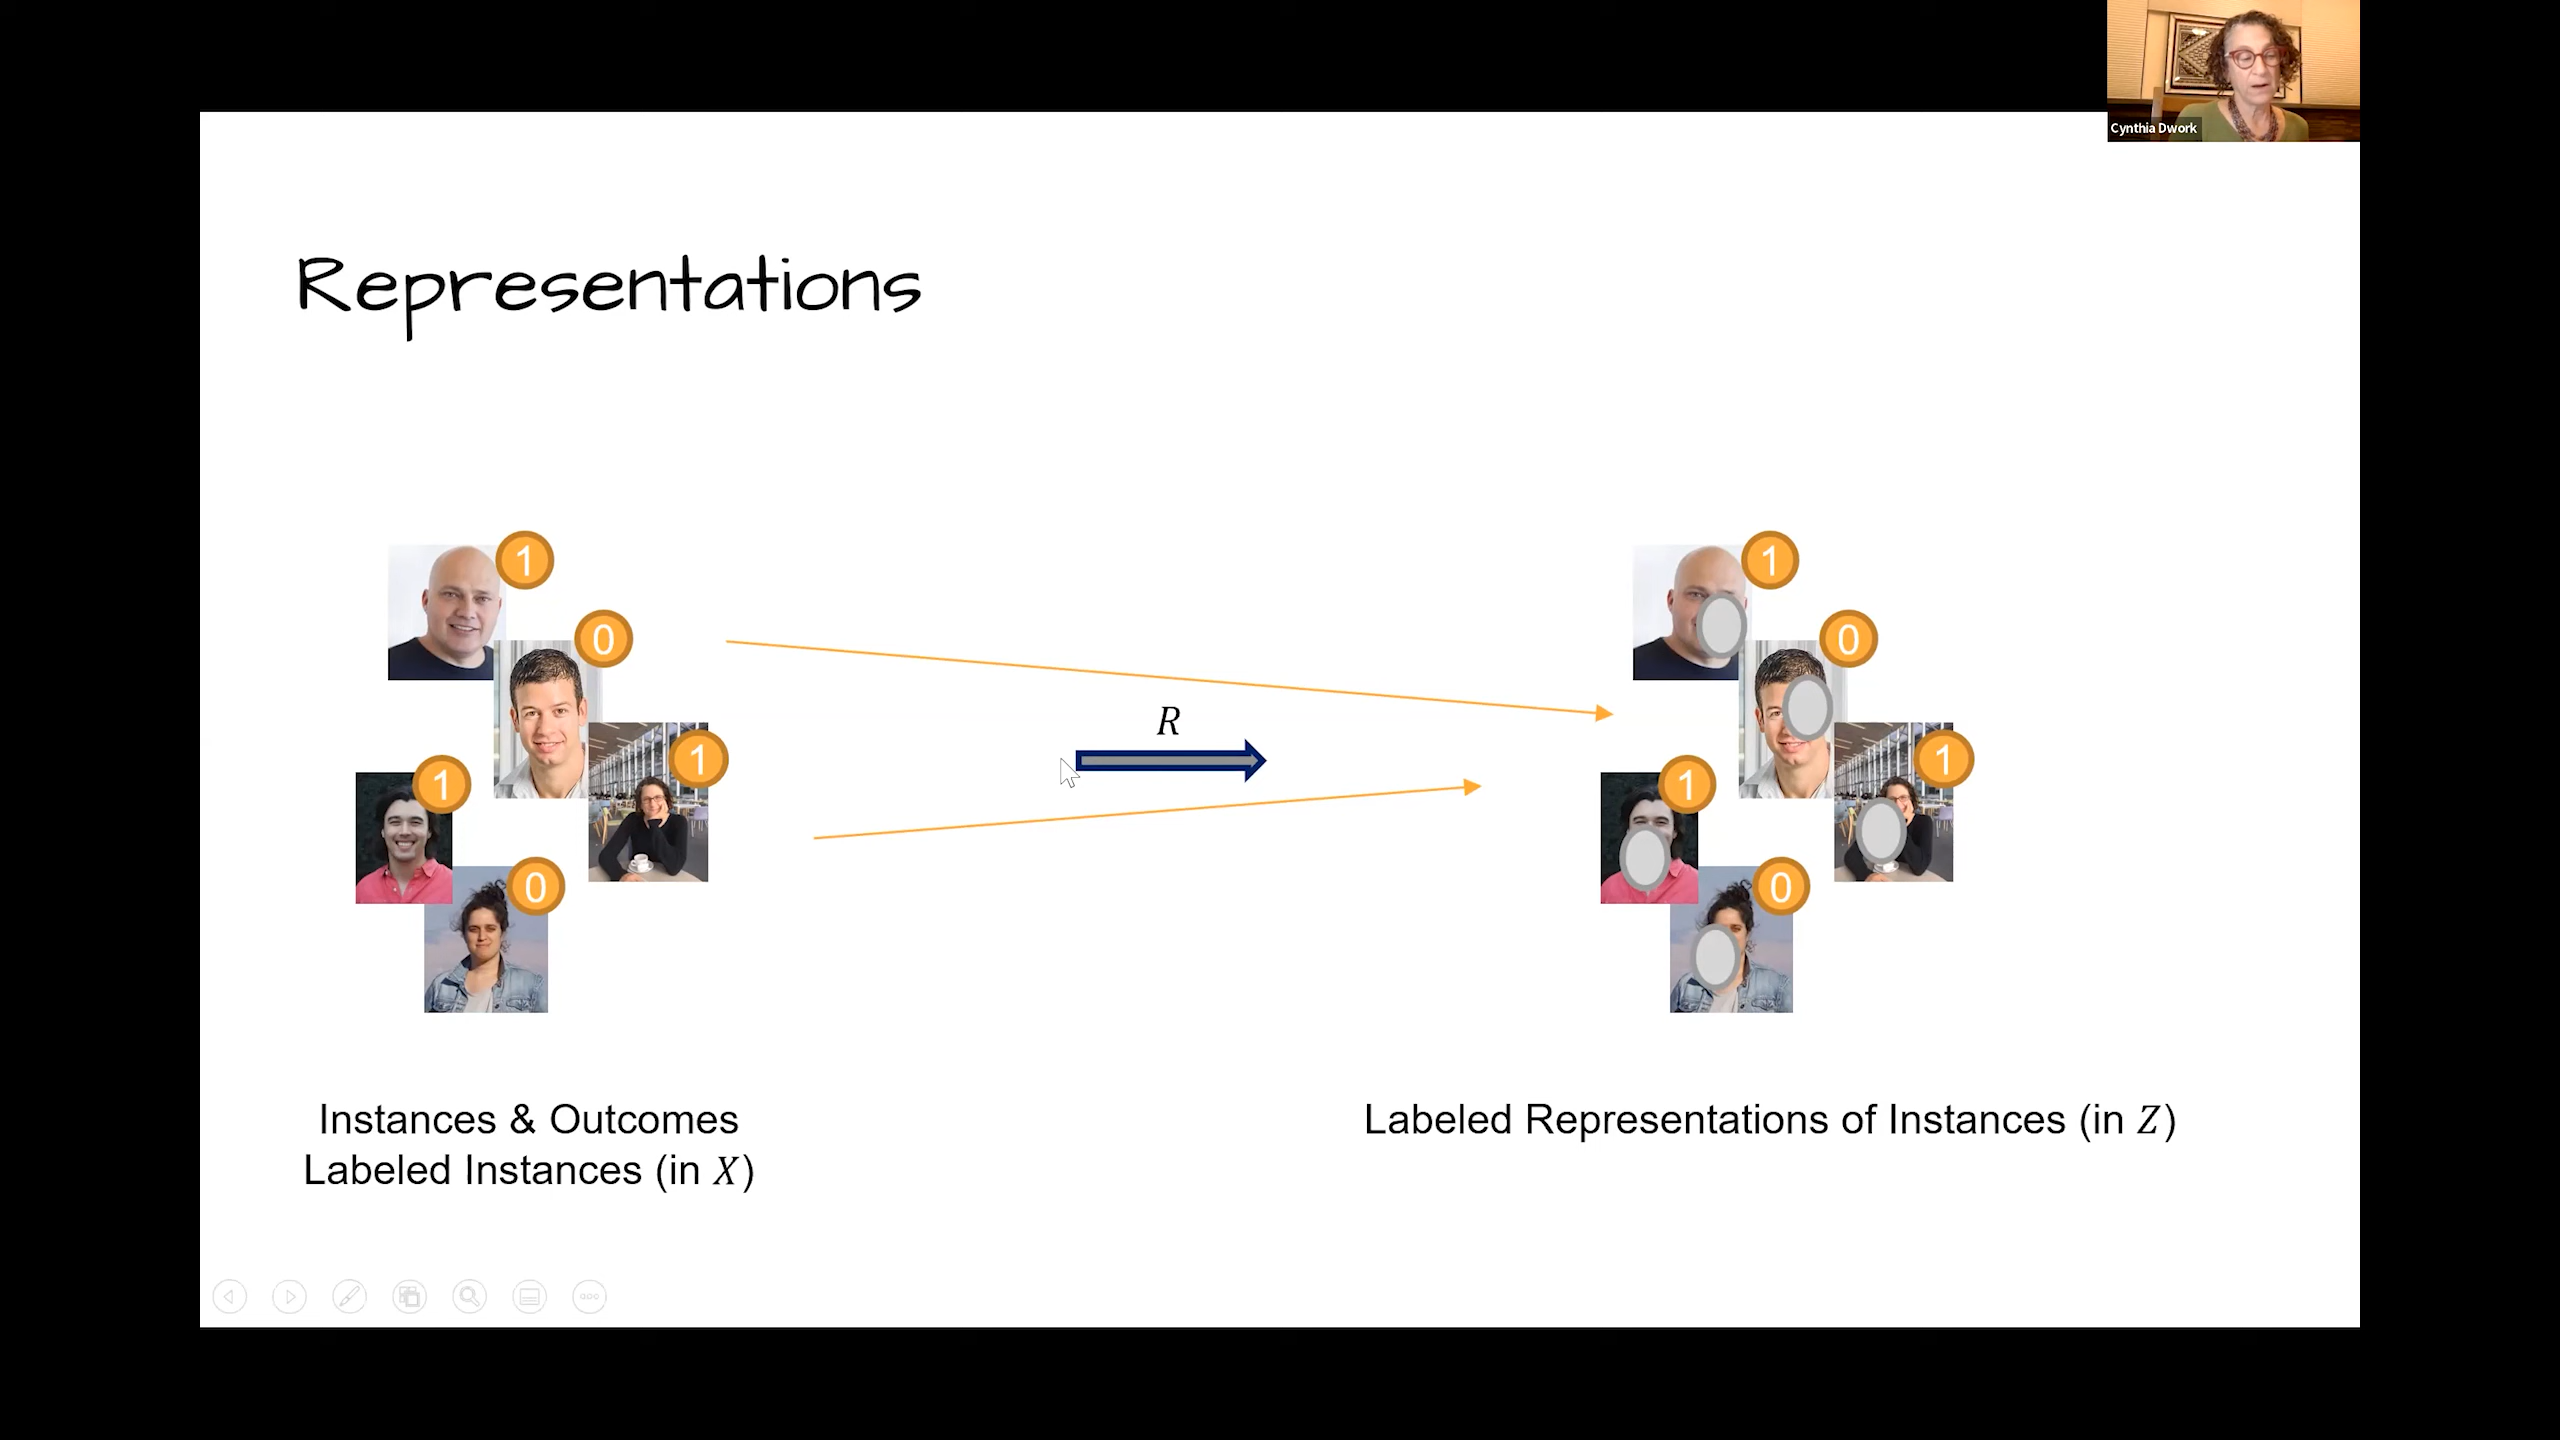 Cynthia Dwork
Representations
1
0
1
1
0
R
1
0
1
1
0
Instances & Outcomes
Labeled Instances (in X)
Labeled Representations of Instances (in Z)